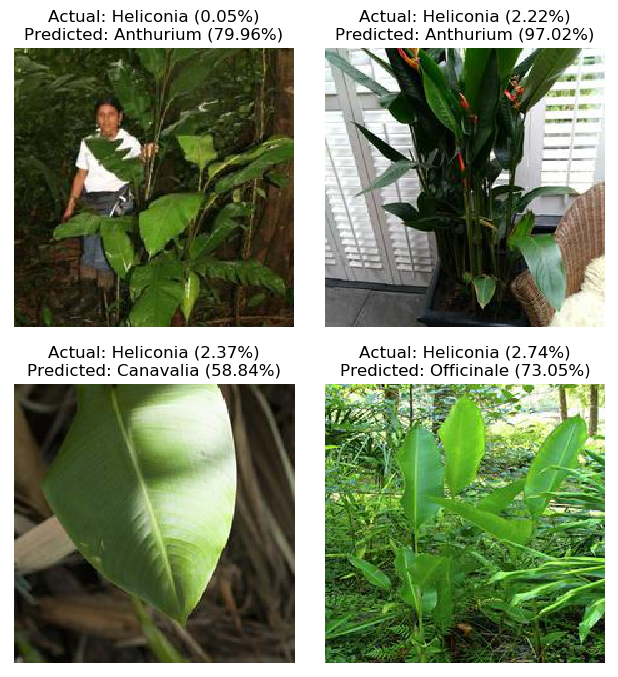 Actual: Heliconia (0.05%)
Predicted: Anthurium (79.96%)
Actual: Heliconia (2.22%)
Predicted: Anthurium (97.02%)
Actual: Heliconia (2.37%)
Predicted: Canavalia (58.84%)
Actual: Heliconia (2.74%)
Predicted: Officinale (73.05%)